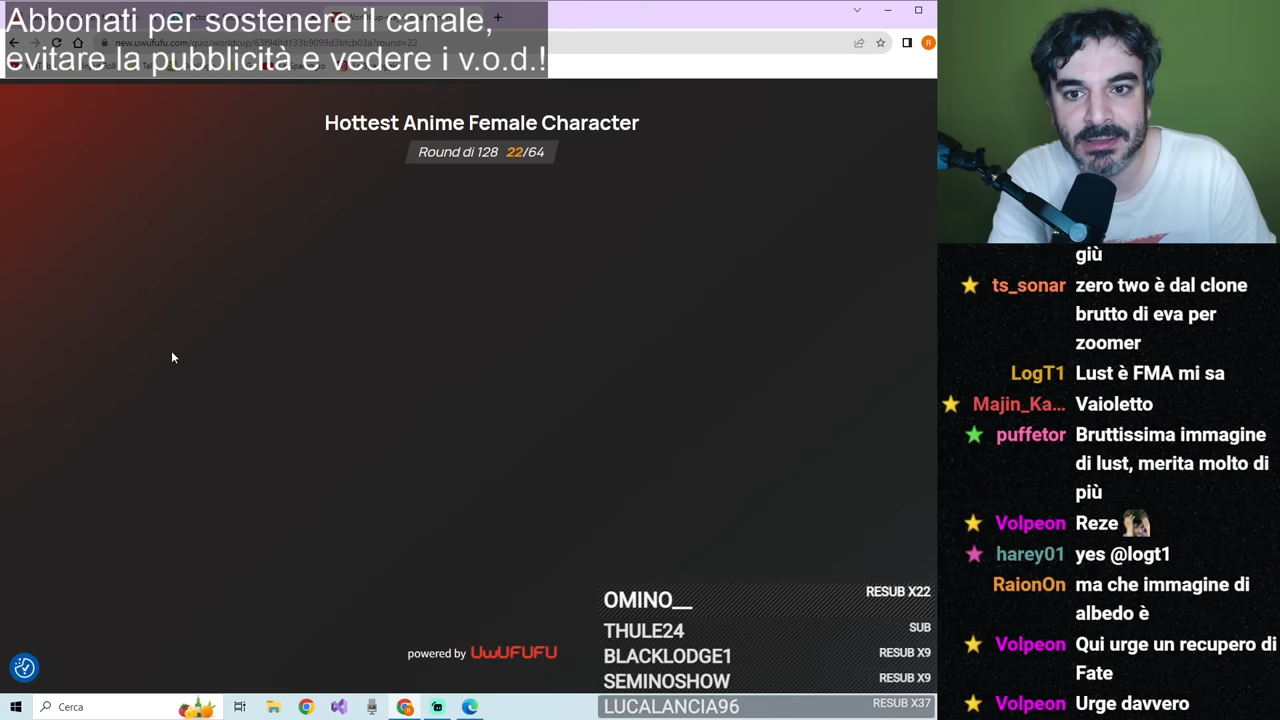 Abbonati per sostenere il canale,
evitare la pubblicità e vedere i v.o.d.!
Hottest Anime Female Character
Round di 128 22/64
giù
ts_sonar zero two è dal clone
brutto di eva per
zoomer
LogT1 Lust è FMA mi sa
Majin_Ka... Vaioletto
puffetor Bruttissima immagine
di lust, merita molto di
più
Volpeon Reze
harey01 yes @logt1
RaionOn ma che immagine di
albedo è
Volpeon Qui urge un recupero di
Fate
Volpeon Urge davvero
OMINO__ RESUB X22
THULE24 SUB
BLACKLODGE1 RESUB X9
SEMINOSHOW RESUB X9
LUCALANCIA96 RESUB X37
powered by UWUFUFU
Cerca